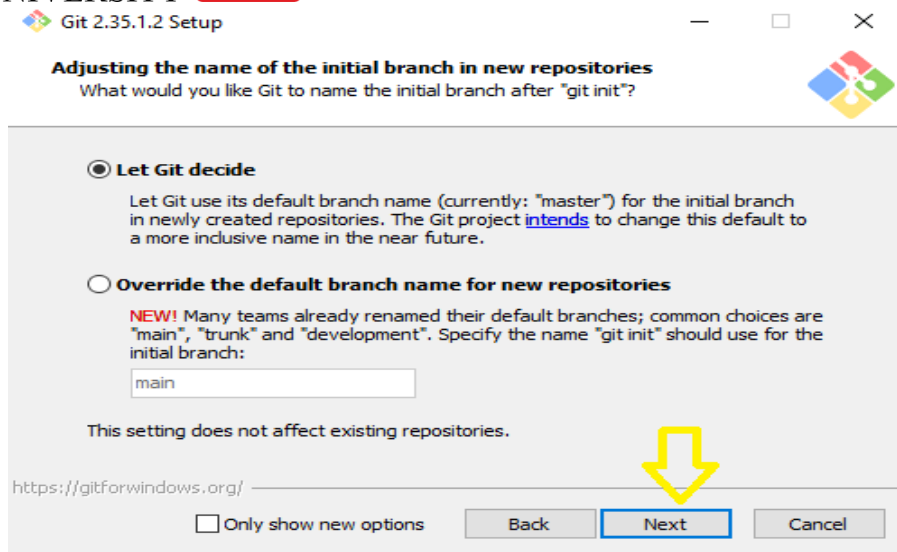 Git 2.35.1.2 Setup
Adjusting the name of the initial branch in new repositories
What would you like Git to name the initial branch after "git init"?
Let Git decide
Let Git use its default branch name (currently: "master") for the initial branch
in newly created repositories. The Git project intends to change this default to
a more inclusive name in the near future.
Override the default branch name for new repositories
NEW! Many teams already renamed their default branches; common choices are
"main", "trunk" and "development". Specify the name "git init" should use for the
initial branch:
main
This setting does not affect existing repositories.
https://gitforwindows.org/
Only show new options Back Next Cancel